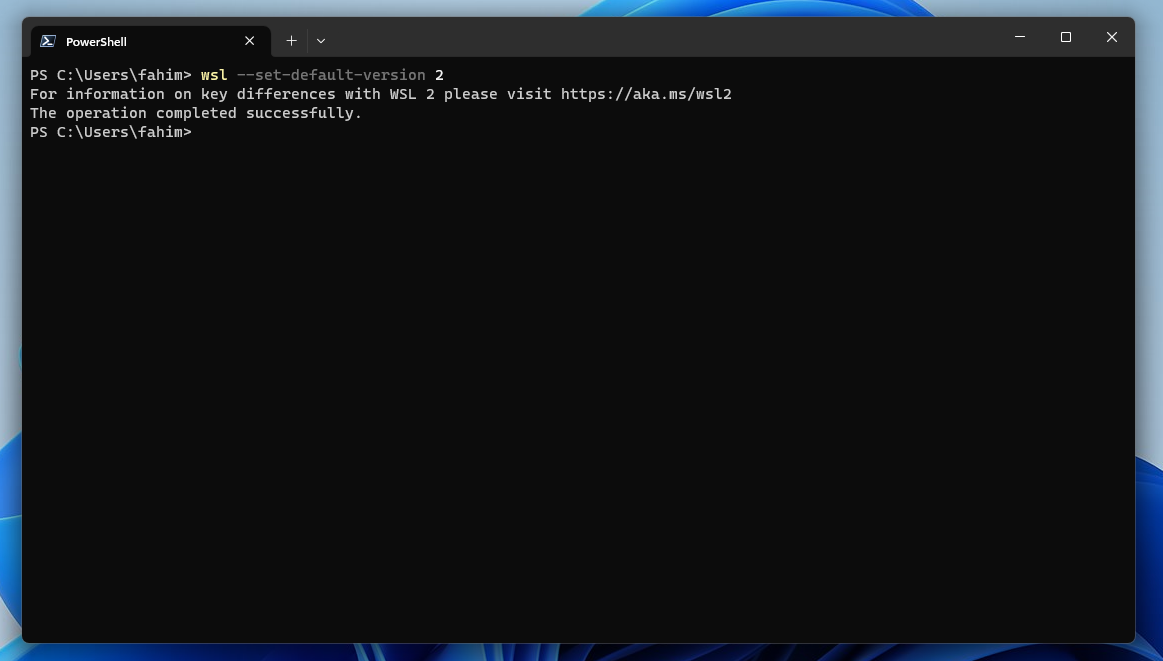 PowerShell
PS C:\Users\fahim> wsl --set-default-version 2
For information on key differences with WSL 2 please visit https://aka.ms/wsl2
The operation completed successfully.
PS C:\Users\fahim>